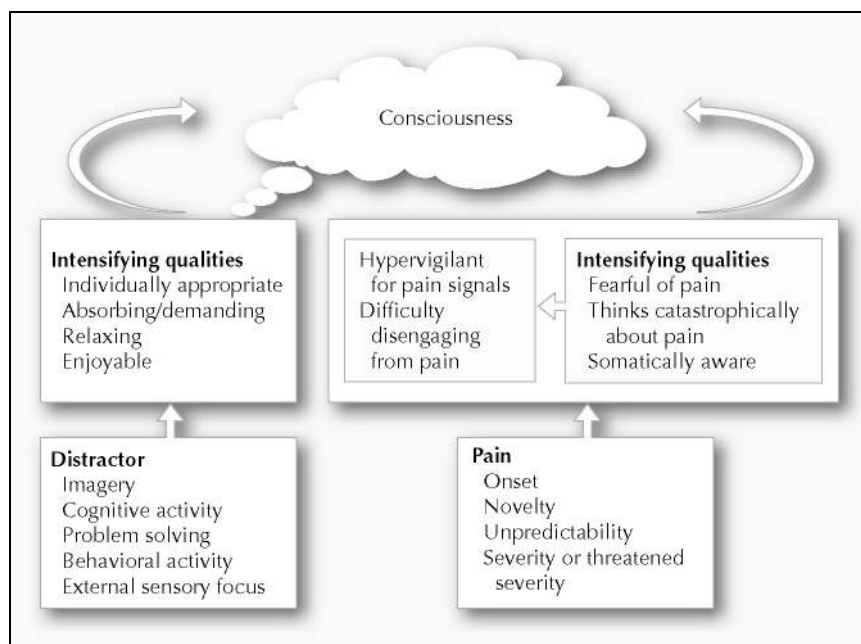 Consciousness
Intensifying qualities
Individually appropriate
Absorbing/demanding
Relaxing
Enjoyable
Hypervigilant
for pain signals
Difficulty
disengaging
from pain
Intensifying qualities
Fearful of pain
Thinks catastrophically
about pain
Somatically aware
Distractor
Imagery
Cognitive activity
Problem solving
Behavioral activity
External sensory focus
Pain
Onset
Novelty
Unpredictability
Severity or threatened
severity